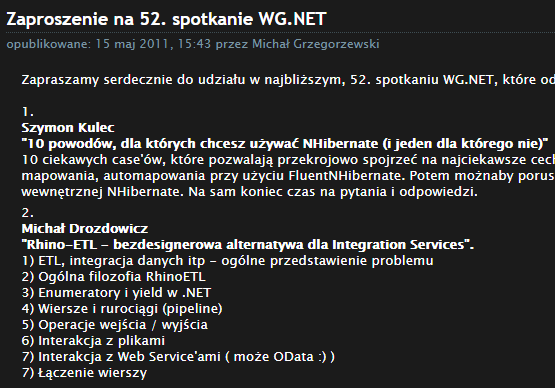 Zaproszenie na 52. spotkanie WG.NET
opublikowane: 15 maj 2011, 15:43 przez Michał Grzegorzewski
Zapraszamy serdecznie do udziału w najbliższym, 52. spotkaniu WG.NET, które od
1.
Szymon Kulec
"10 powodów, dla których chcesz używać NHibernate (i jeden dla którego nie)"
10 ciekawych case'ów, które pozwalają przekrojowo spojrzeć na najciekawsze cech
mapowania, automapowania przy użyciu FluentNHibernate. Potem możnaby porus
wewnętrznej NHibernate. Na sam koniec czas na pytania i odpowiedzi.
2.
Michał Drozdowicz
"Rhino-ETL - bezdesignerowa alternatywa dla Integration Services".
1) ETL, integracja danych itp - ogólne przedstawienie problemu
2) Ogólna filozofia RhinoETL
3) Enumeratory i yield w .NET
4) Wiersze i rurociągi (pipeline)
5) Operacje wejścia / wyjścia
6) Interakcja z plikami
7) Interakcja z Web Service'ami ( może OData :) )
7) Łączenie wierszy